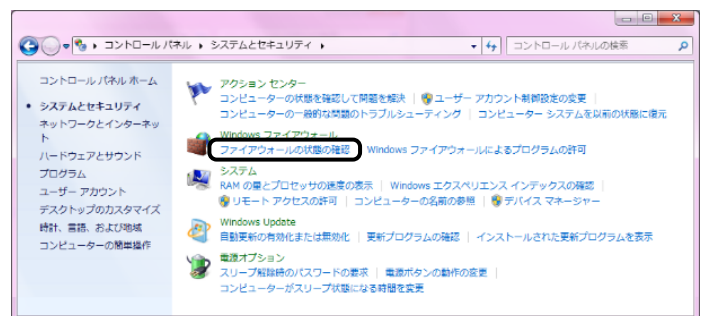 コントロール パネル ▸ システムとセキュリティ ▸
コントロール パネルの検索
コントロール パネル ホーム
システムとセキュリティ
ネットワークとインターネッ
ト
ハードウェアとサウンド
プログラム
ユーザー アカウント
デスクトップのカスタマイズ
時計、言語、および地域
コンピューターの簡単操作
アクション センター
コンピューターの状態を確認して問題を解決 | ユーザー アカウント制御設定の変更 |
コンピューターの一般的な問題のトラブルシューティング | コンピューター システムを以前の状態に復元
Windows ファイアウォール
ファイアウォールの状態の確認 Windows ファイアウォールによるプログラムの許可
システム
RAM の量とプロセッサの速度の表示 | Windows エクスペリエンス インデックスの確認 |
リモート アクセスの許可 | コンピューターの名前の参照 | デバイス マネージャー
Windows Update
自動更新の有効化または無効化 | 更新プログラムの確認 | インストールされた更新プログラムを表示
電源オプション
スリープ解除時のパスワードの要求 | 電源ボタンの動作の変更 |
コンピューターがスリープ状態になる時間を変更